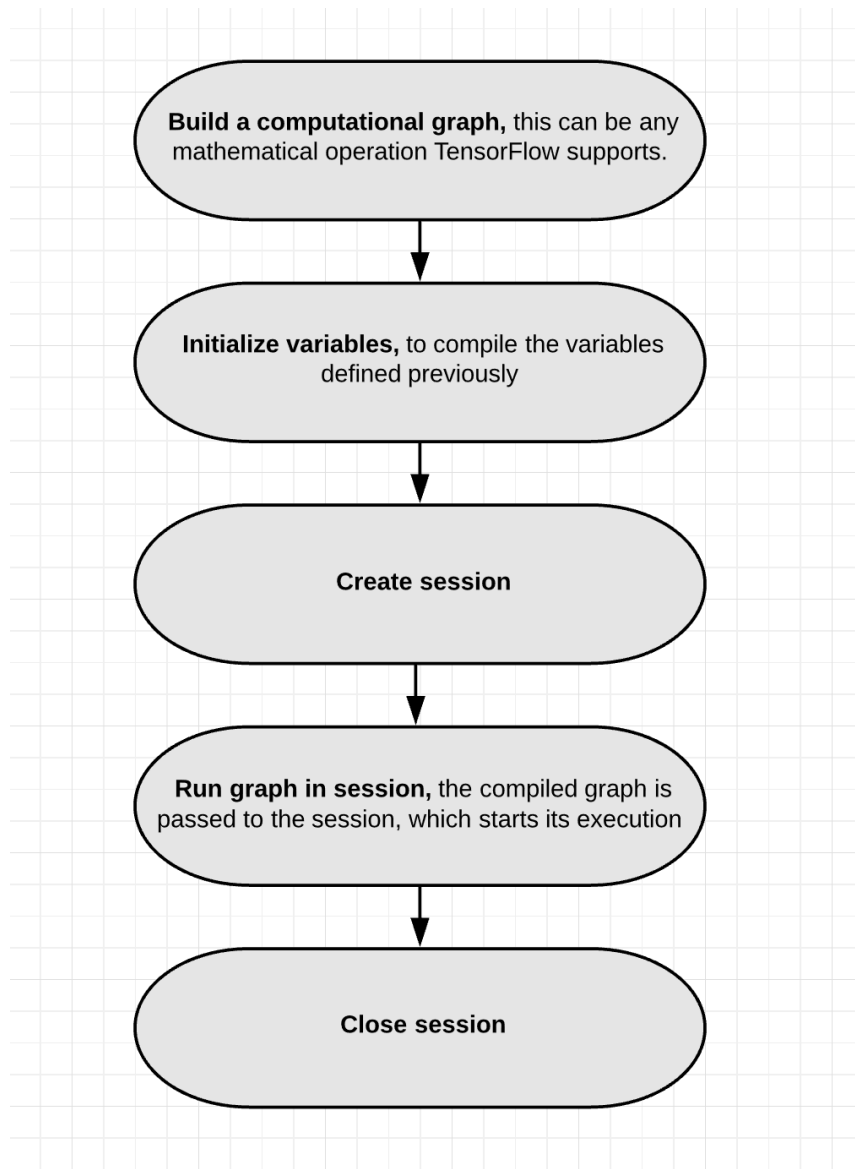 Build a computational graph, this can be any
mathematical operation TensorFlow supports.
Initialize variables, to compile the variables
defined previously
Create session
Run graph in session, the compiled graph is
passed to the session, which starts its execution
Close session